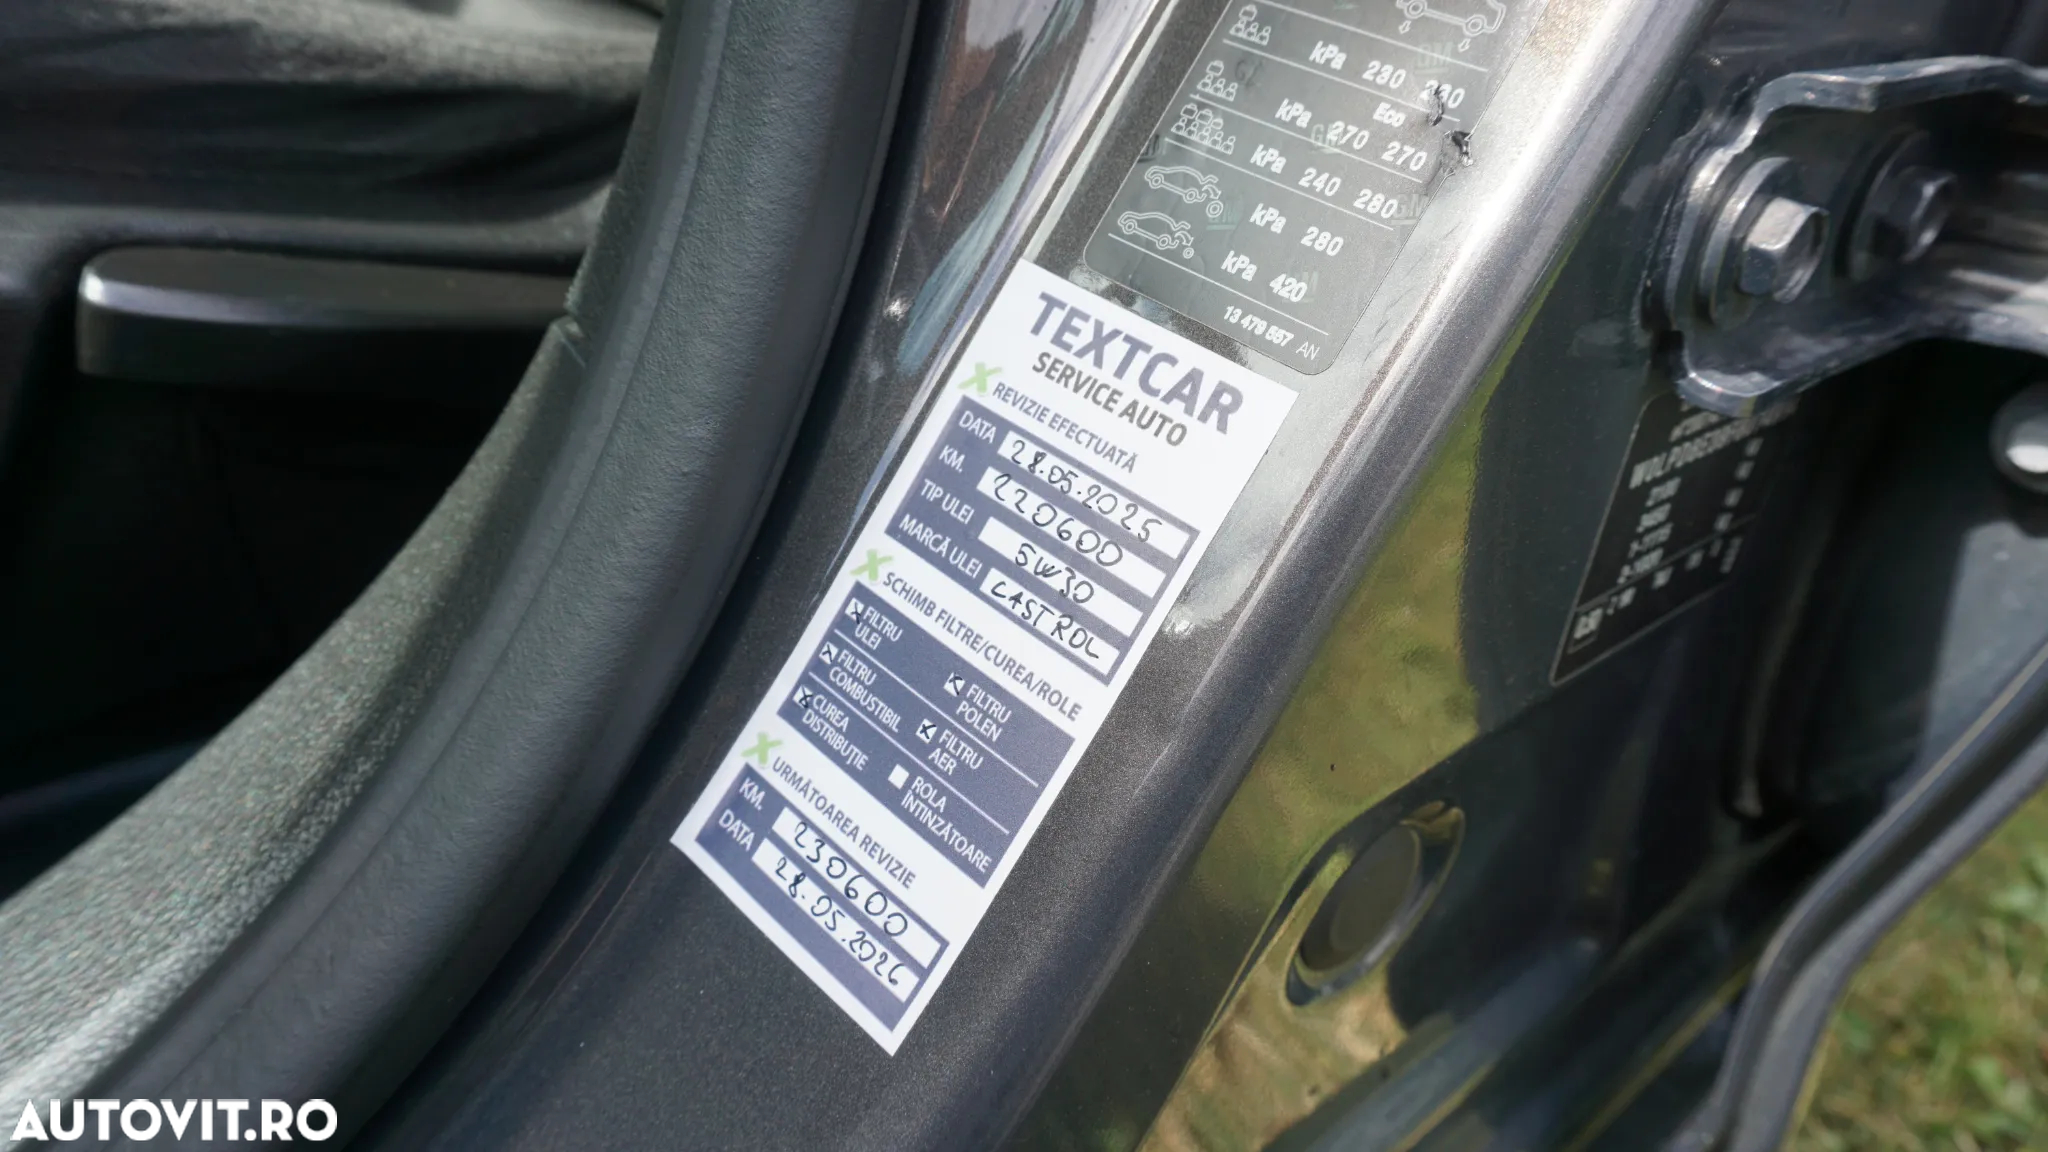 kPa 230 230
Eco
kPa 270 270
kPa 240 280
kPa 280
kPa 420
13 479 557 AN
TEXTCAR
SERVICE AUTO
X REVIZIE EFECTUATĂ
DATA 28.05.2025
KM. 220600
TIP ULEI 5W30
MARCĂ ULEI CASTROL
X SCHIMB FILTRE/CUREA/ROLE
FILTRU ULEI
FILTRU POLEN
FILTRU COMBUSTIBIL
FILTRU AER
CUREA DISTRIBUȚIE
ROLA ÎNTINZĂTOARE
X URMĂTOAREA REVIZIE
KM. 230600
DATA 28.05.2026
AUTOVIT.RO